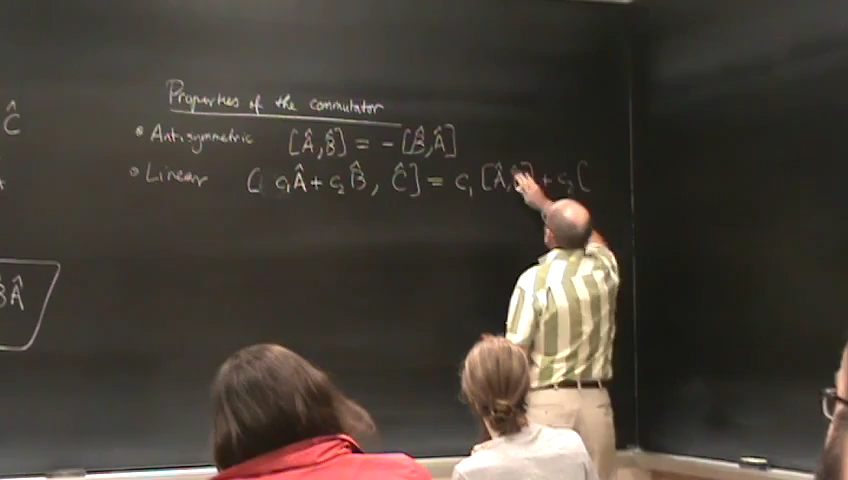 Properties of the commutator
Ĉ
• Antisymmetric [Â,B̂] = -[B̂,Â]
• Linear [c₁Â + c₂B̂, Ĉ] = c₁[Â, ] + c₂[
B̂Â